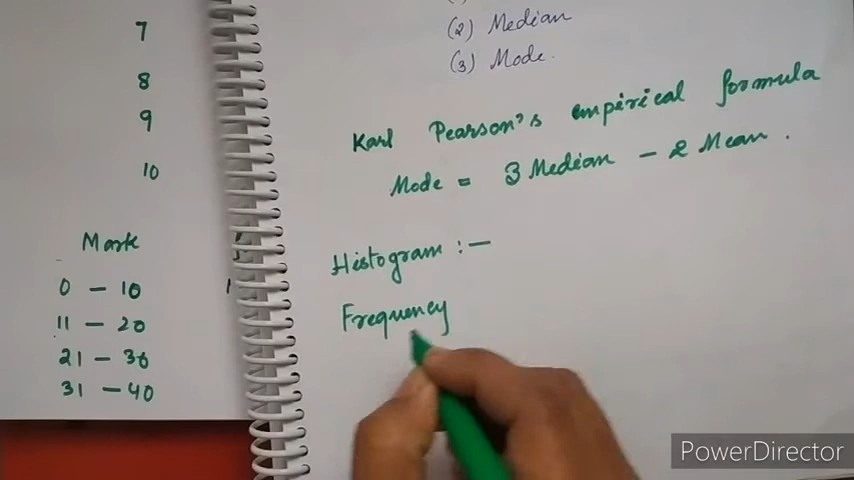 7
8
9
10
Mark
0 - 10
11 - 20
21 - 30
31 - 40
(2) Median
(3) Mode.
Karl Pearson's empirical formula
Mode = 3 Median - 2 Mean.
Histogram :-
Frequency
PowerDirector